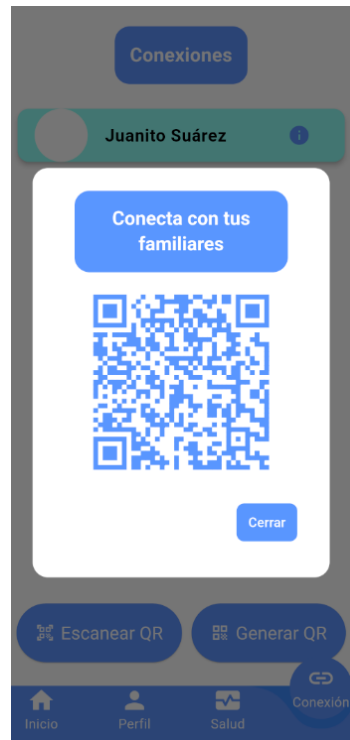 Conexiones
Juanito Suárez
Conecta con tus
familiares
Cerrar
Escanear QR
Generar QR
Inicio
Perfil
Salud
Conexión